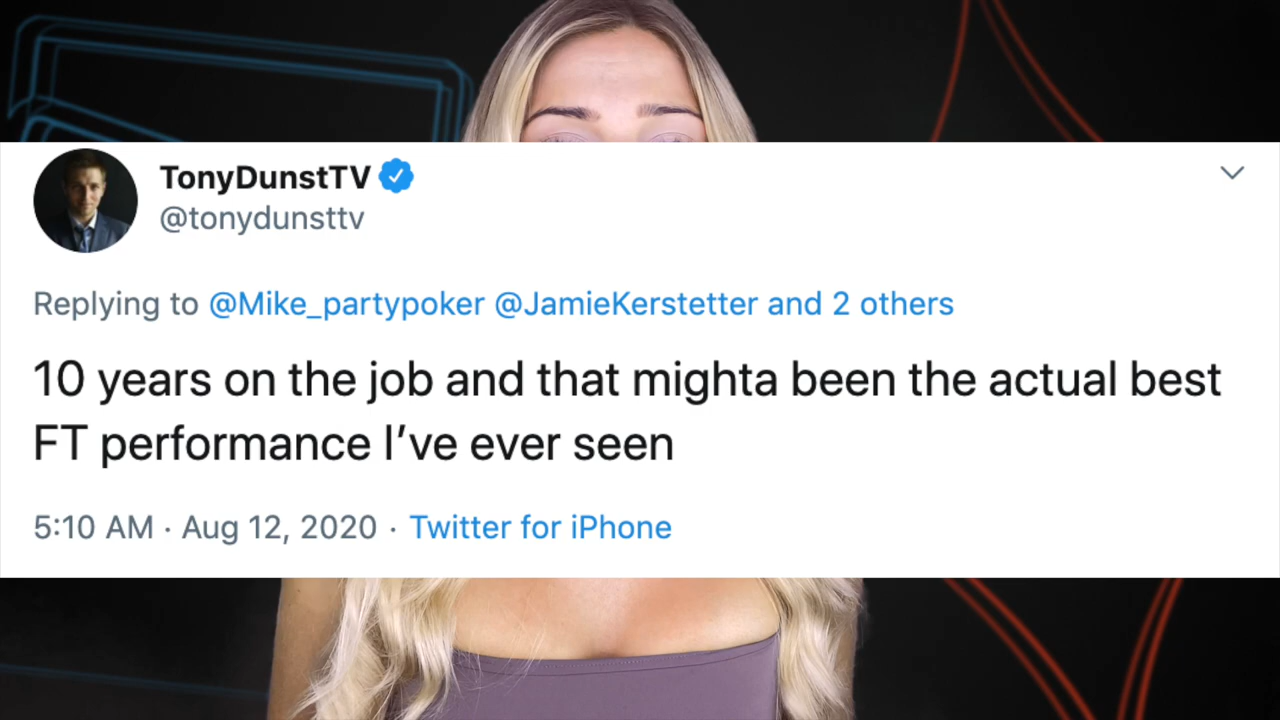 TonyDunstTV
@tonydunsttv
Replying to @Mike_partypoker @JamieKerstetter and 2 others
10 years on the job and that mighta been the actual best
FT performance I’ve ever seen
5:10 AM · Aug 12, 2020 · Twitter for iPhone